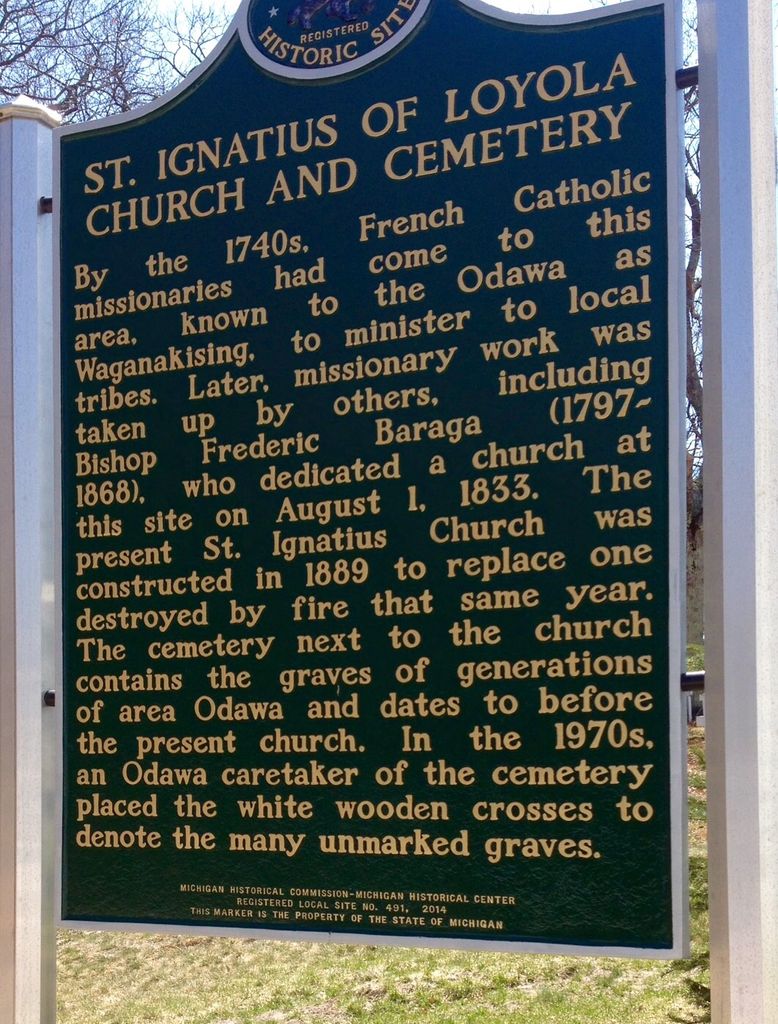 REGISTERED
HISTORIC SITE
ST. IGNATIUS OF LOYOLA
CHURCH AND CEMETERY
By the 1740s, French Catholic
missionaries had come to this
area, known to the Odawa as
Waganakising, to minister to local
tribes. Later, missionary work was
taken up by others, including
Bishop Frederic Baraga (1797-
1868), who dedicated a church at
this site on August 1, 1833. The
present St. Ignatius Church was
constructed in 1889 to replace one
destroyed by fire that same year.
The cemetery next to the church
contains the graves of generations
of area Odawa and dates to before
the present church. In the 1970s,
an Odawa caretaker of the cemetery
placed the white wooden crosses to
denote the many unmarked graves.
MICHIGAN HISTORICAL COMMISSION-MICHIGAN HISTORICAL CENTER
REGISTERED LOCAL SITE NO. 491, 2014
THIS MARKER IS THE PROPERTY OF THE STATE OF MICHIGAN